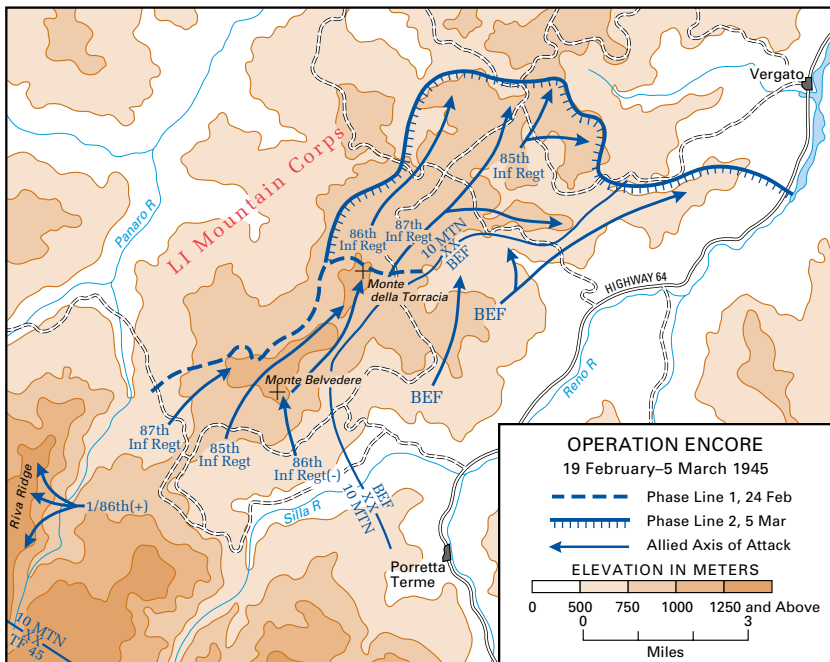 Vergato
LI Mountain Corps
Panaro R
85th
Inf Regt
86th
Inf Regt
87th
Inf Regt
10 MTN
XX
BEF
Monte
della Torracia
BEF
HIGHWAY 64
Reno R
Monte Belvedere
BEF
87th
Inf Regt
85th
Inf Regt
86th
Inf Regt(-)
Riva Ridge
1/86th(+)
Silla R
BEF
XX
10 MTN
Porretta
Terme
10 MTN
XX
TF 45
OPERATION ENCORE
19 February–5 March 1945
Phase Line 1, 24 Feb
Phase Line 2, 5 Mar
Allied Axis of Attack
ELEVATION IN METERS
0 500 750 1000 1250 and Above
0 3
Miles